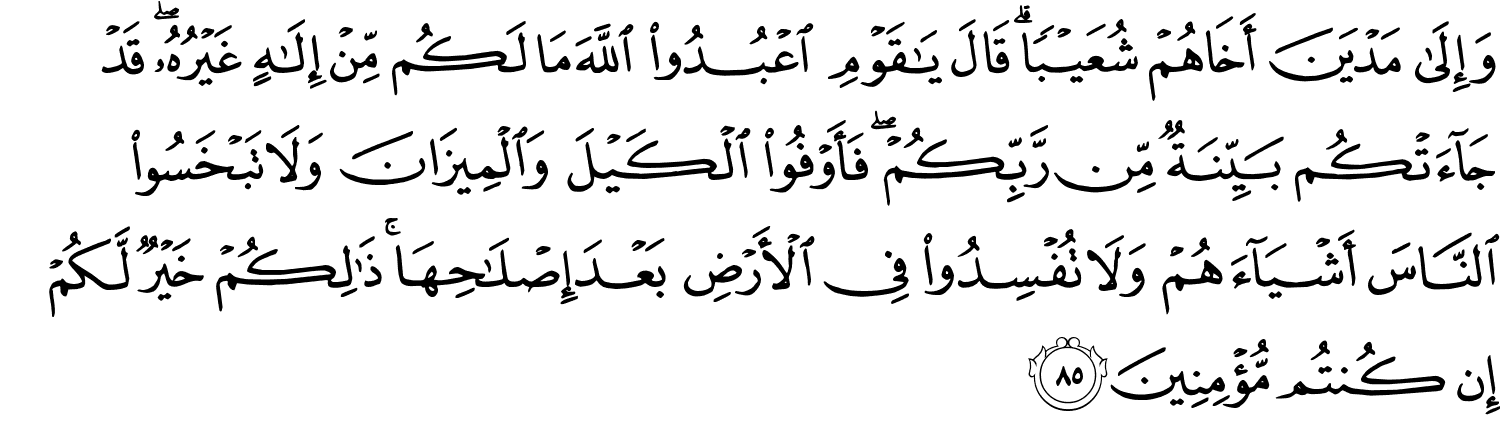 وَإِلَىٰ مَدۡيَنَ أَخَاهُمۡ شُعَيۡبٗاۚ قَالَ يَٰقَوۡمِ ٱعۡبُدُواْ ٱللَّهَ مَا لَكُم مِّنۡ إِلَٰهٍ غَيۡرُهُۥۖ قَدۡ
جَآءَتۡكُم بَيِّنَةٞ مِّن رَّبِّكُمۡۖ فَأَوۡفُواْ ٱلۡكَيۡلَ وَٱلۡمِيزَانَ وَلَا تَبۡخَسُواْ
ٱلنَّاسَ أَشۡيَآءَهُمۡ وَلَا تُفۡسِدُواْ فِي ٱلۡأَرۡضِ بَعۡدَ إِصۡلَٰحِهَاۚ ذَٰلِكُمۡ خَيۡرٞ لَّكُمۡ
إِن كُنتُم مُّؤۡمِنِينَ ٨٥